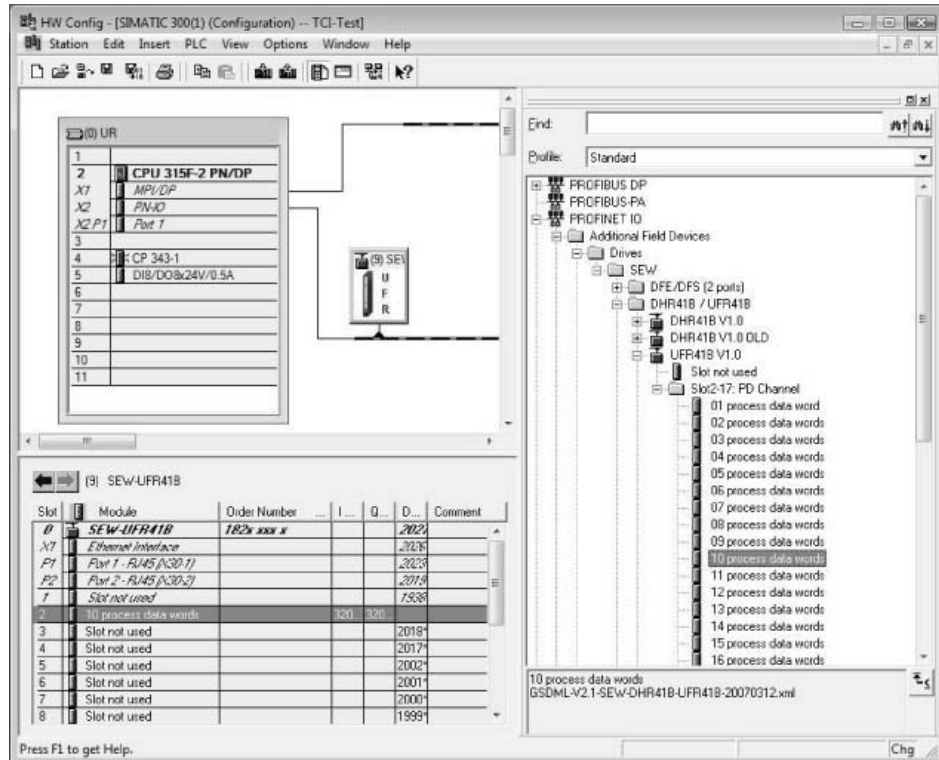 HW Config - [SIMATIC 300(1) (Configuration) -- TCI-Test]
Station Edit Insert PLC View Options Window Help
(0) UR
1
2 CPU 315F-2 PN/DP
X1 MPI/DP
X2 PN-IO
X2 P1 Port 1
3
4 CP 343-1
5 DI8/DO8x24V/0.5A
6
7
8
9
10
11
(9) SEW
U
F
R
Find:
Profile: Standard
PROFIBUS DP
PROFIBUS-PA
PROFINET IO
Additional Field Devices
Drives
SEW
DFE/DFS (2 ports)
DHR41B / UFR41B
DHR41B V1.0
DHR41B V1.0 OLD
UFR41B V1.0
Slot not used
Slot2-17: PD Channel
01 process data word
02 process data words
03 process data words
04 process data words
05 process data words
06 process data words
07 process data words
08 process data words
09 process data words
10 process data words
11 process data words
12 process data words
13 process data words
14 process data words
15 process data words
16 process data words
10 process data words
GSDML-V2.1-SEW-DHR41B-UFR41B-20070312.xml
(9) SEW-UFR41B
Slot Module Order Number ... I ... Q... D... Comment
0 SEW-UFR41B 182x xxx x 2027
X1 Ethernet Interface 2026
P1 Port 1 - RJ45 (X30-1)
P2 Port 2 - RJ45 (X30-2) 2019
1 Slot not used 1936
2 10 process data words 320... 320...
3 Slot not used 2018*
4 Slot not used 2017*
5 Slot not used 2002*
6 Slot not used 2001*
7 Slot not used 2000*
8 Slot not used 1999*
Press F1 to get Help.
Chg